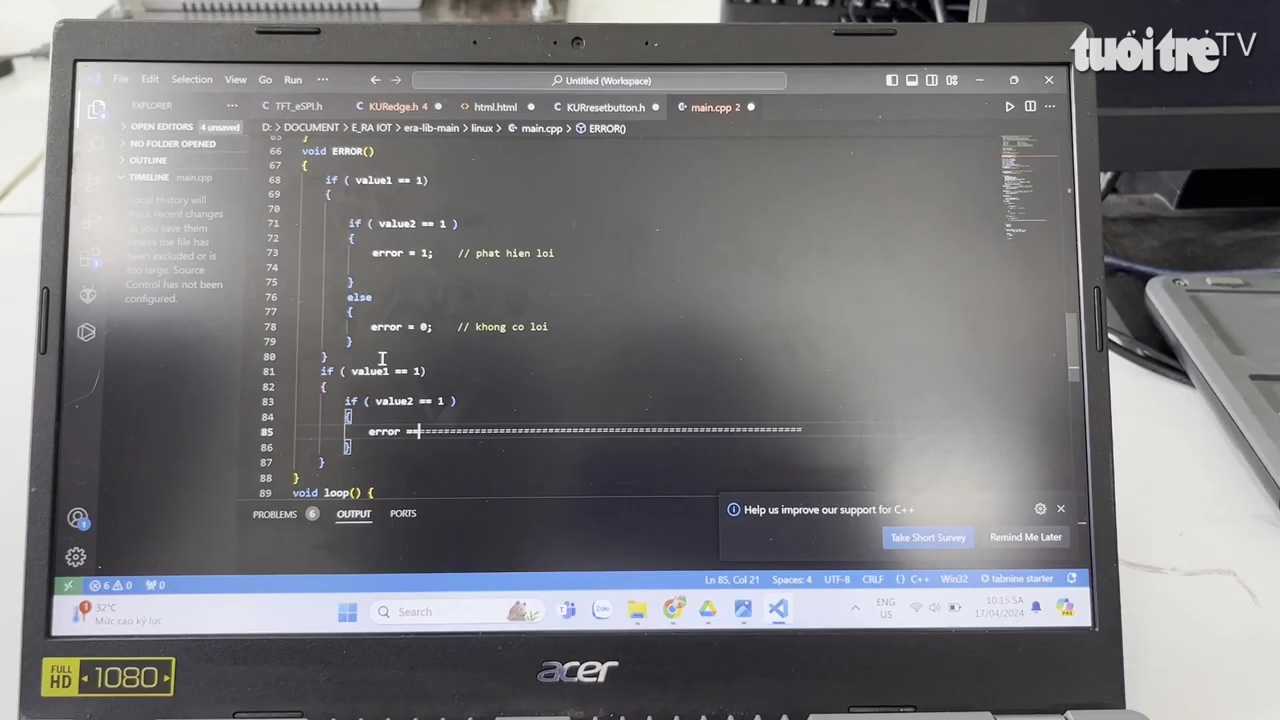 tuổi trẻ TV
File Edit Selection View Go Run ··· Untitled (Workspace)
EXPLORER ··· TFT_eSPI.h KURedge.h 4 html.html KURresetbutton.h main.cpp 2
OPEN EDITORS 4 unsaved
NO FOLDER OPENED
OUTLINE
TIMELINE main.cpp
Local History will
track recent changes
as you save them
unless the file has
been excluded or is
too large. Source
Control has not been
configured.
D: > DOCUMENT > E_RA IOT > era-lib-main > linux > main.cpp > ERROR()
65 }
66 void ERROR()
67 {
68 if ( value1 == 1)
69 {
70
71 if ( value2 == 1 )
72 {
73 error = 1; // phat hien loi
74
75 }
76 else
77 {
78 error = 0; // khong co loi
79 }
80 }
81 if ( value1 == 1)
82 {
83 if ( value2 == 1 )
84 {
85
86 }
87 }
88 }
89 void loop() {
PROBLEMS 6 OUTPUT PORTS
Help us improve our support for C++
Take Short Survey Remind Me Later
6 0 0 Ln 85, Col 21 Spaces: 4 UTF-8 CRLF {} C++ Win32 tabnine starter
1 32°C
Mức cao kỷ lục
Search
Zalo
ENG
US
10:15 SA
17/04/2024
FULL
HD 1080
acer